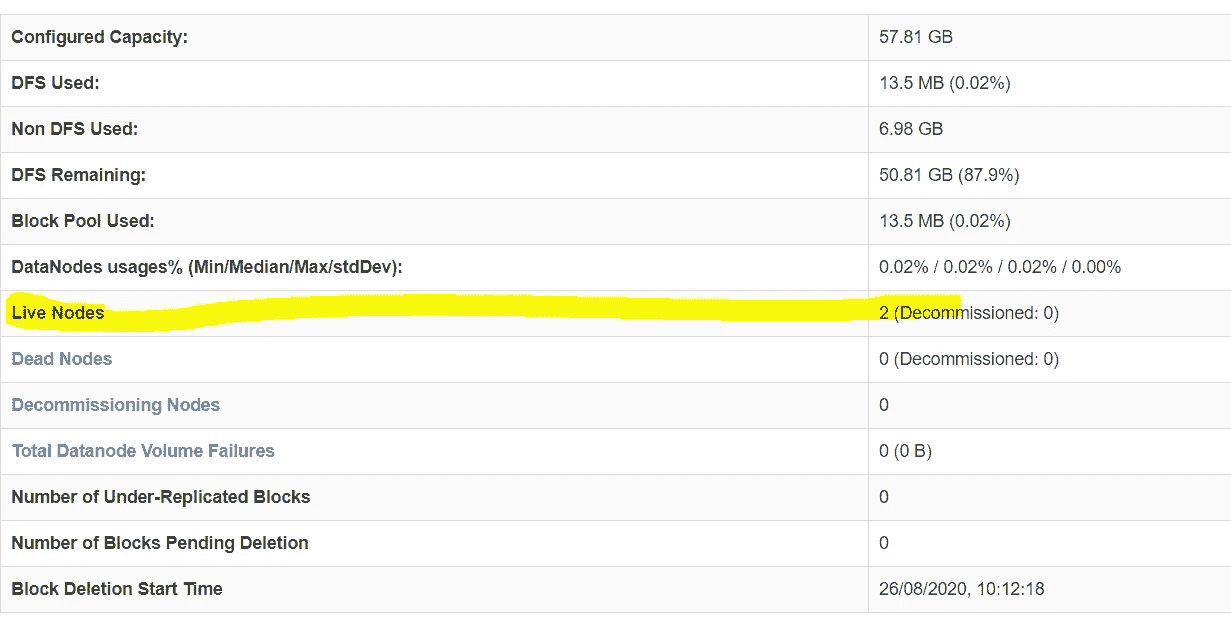 Configured Capacity: 57.81 GB
DFS Used: 13.5 MB (0.02%)
Non DFS Used: 6.98 GB
DFS Remaining: 50.81 GB (87.9%)
Block Pool Used: 13.5 MB (0.02%)
DataNodes usages% (Min/Median/Max/stdDev): 0.02% / 0.02% / 0.02% / 0.00%
Live Nodes 2 (Decommissioned: 0)
Dead Nodes 0 (Decommissioned: 0)
Decommissioning Nodes 0
Total Datanode Volume Failures 0 (0 B)
Number of Under-Replicated Blocks 0
Number of Blocks Pending Deletion 0
Block Deletion Start Time 26/08/2020, 10:12:18